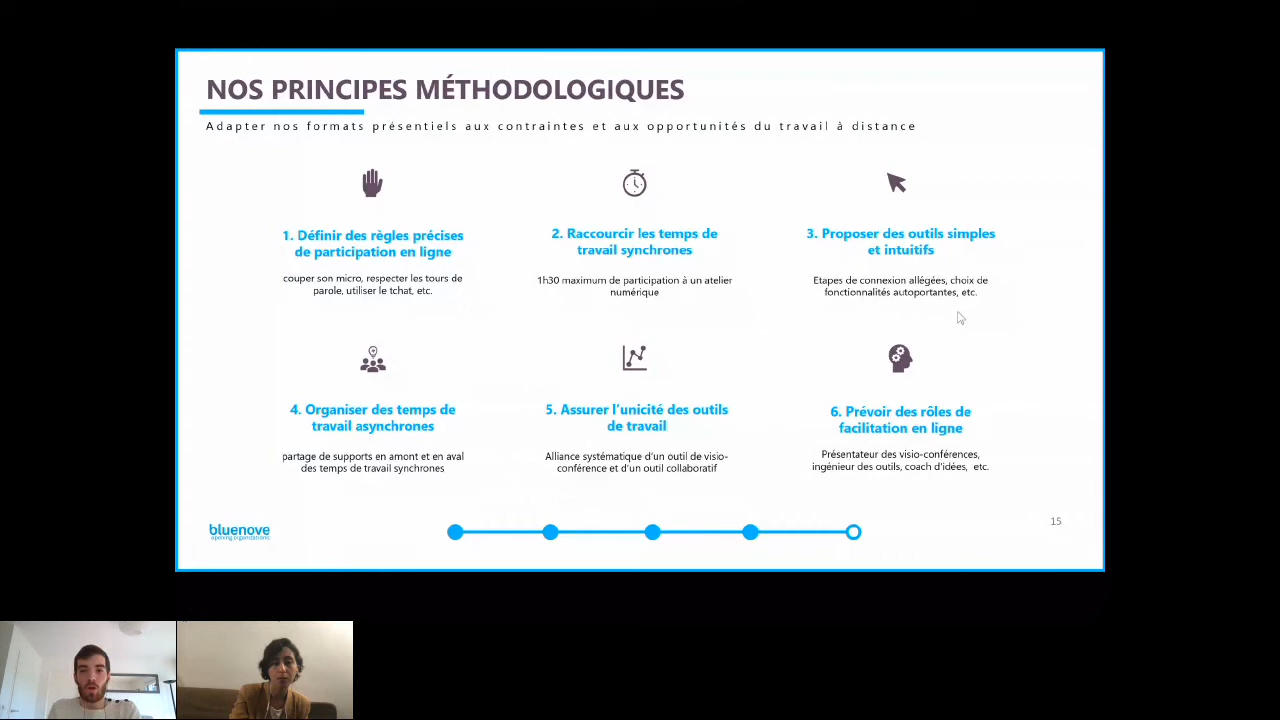 NOS PRINCIPES MÉTHODOLOGIQUES
Adapter nos formats présentiels aux contraintes et aux opportunités du travail à distance
1. Définir des règles précises
de participation en ligne
couper son micro, respecter les tours de
parole, utiliser le tchat, etc.
2. Raccourcir les temps de
travail synchrones
1h30 maximum de participation à un atelier
numérique
3. Proposer des outils simples
et intuitifs
Etapes de connexion allégées, choix de
fonctionnalités autoportantes, etc.
4. Organiser des temps de
travail asynchrones
partage de supports en amont et en aval
des temps de travail synchrones
5. Assurer l'unicité des outils
de travail
Alliance systématique d'un outil de visio-
conférence et d'un outil collaboratif
6. Prévoir des rôles de
facilitation en ligne
Présentateur des visio-conférences,
ingénieur des outils, coach d'idées, etc.
bluenove
opening organizations
15